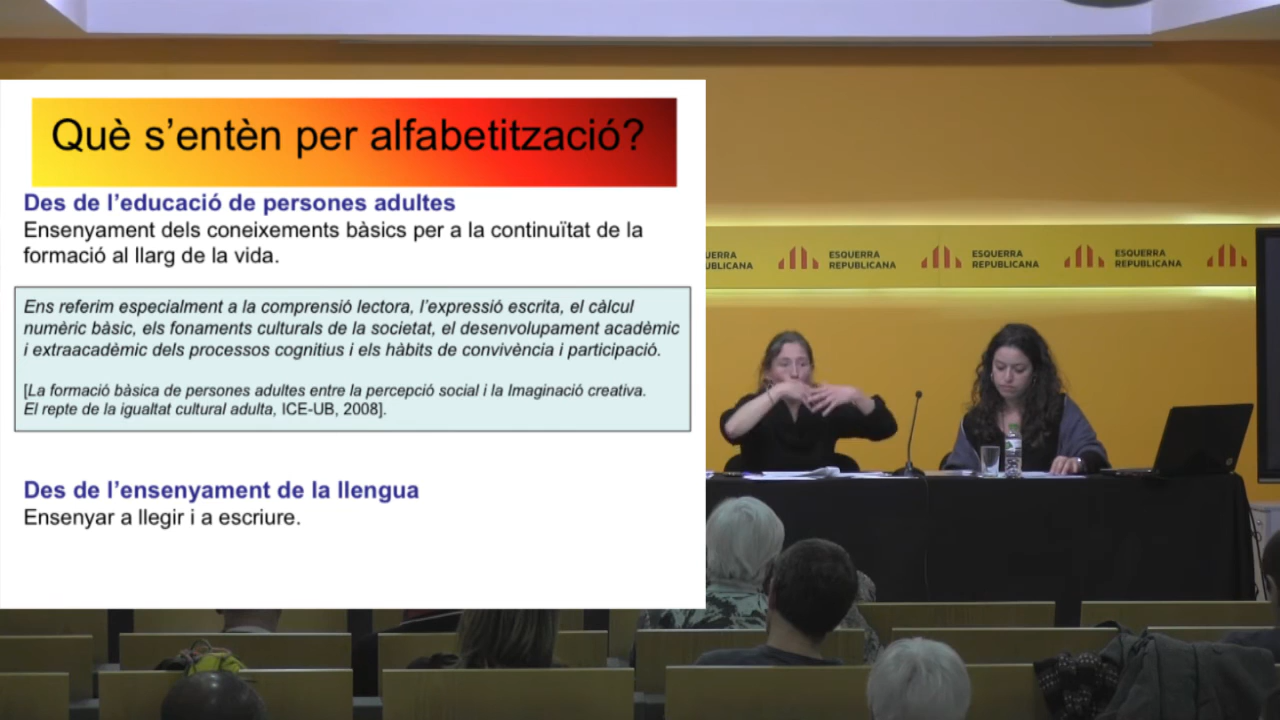 Què s’entèn per alfabetització?
Des de l’educació de persones adultes
Ensenyament dels coneixements bàsics per a la continuïtat de la
formació al llarg de la vida.
Ens referim especialment a la comprensió lectora, l’expressió escrita, el càlcul
numèric bàsic, els fonaments culturals de la societat, el desenvolupament acadèmic
i extraacadèmic dels processos cognitius i els hàbits de convivència i participació.
[La formació bàsica de persones adultes entre la percepció social i la Imaginació creativa.
El repte de la igualtat cultural adulta, ICE-UB, 2008].
Des de l’ensenyament de la llengua
Ensenyar a llegir i a escriure.
UERRA
UBLICANA
ESQUERRA
REPUBLICANA
ESQUERRA
REPUBLICANA
ESQUERRA
REPUBLICANA